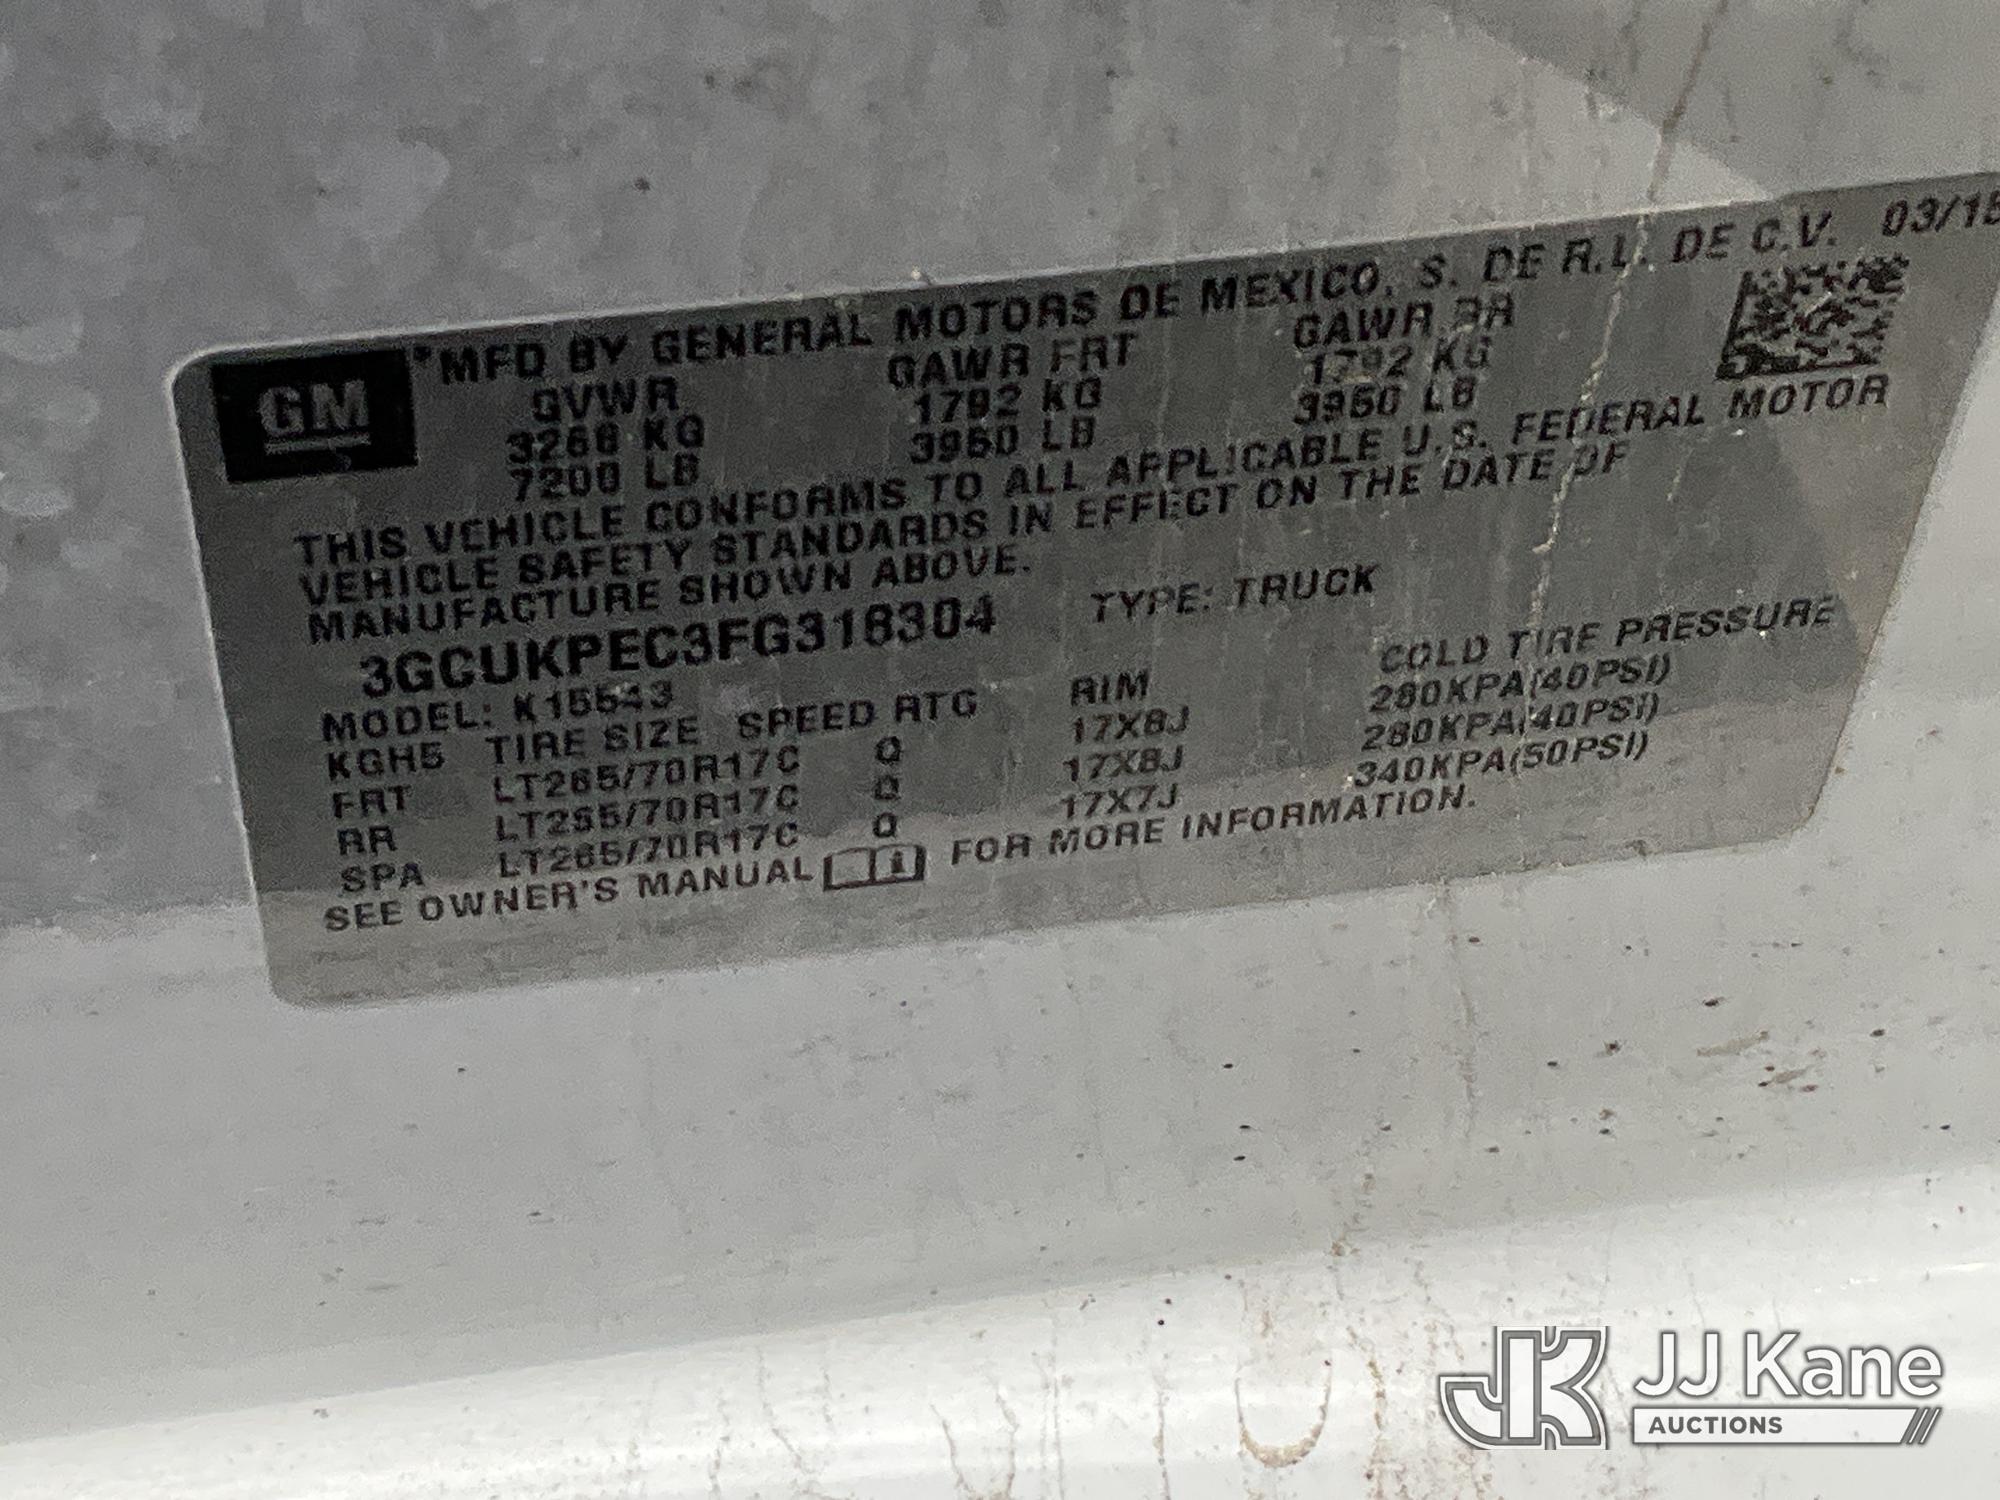 GM
*MFD BY GENERAL MOTORS DE MEXICO, S. DE R.L. DE C.V. 03/15
GVWR GAWR FRT GAWR RR
3266 KG 1792 KG 1792 KG
7200 LB 3950 LB 3950 LB
THIS VEHICLE CONFORMS TO ALL APPLICABLE U.S. FEDERAL MOTOR
VEHICLE SAFETY STANDARDS IN EFFECT ON THE DATE OF
MANUFACTURE SHOWN ABOVE.
3GCUKPEC3FG318304 TYPE: TRUCK
MODEL: K15543
KGH5 TIRE SIZE SPEED RTG RIM COLD TIRE PRESSURE
FRT LT265/70R17C Q 17X8J 280KPA(40PSI)
RR LT265/70R17C Q 17X8J 280KPA(40PSI)
SPA LT265/70R17C Q 17X7J 340KPA(50PSI)
SEE OWNER'S MANUAL FOR MORE INFORMATION.
JJ Kane
AUCTIONS